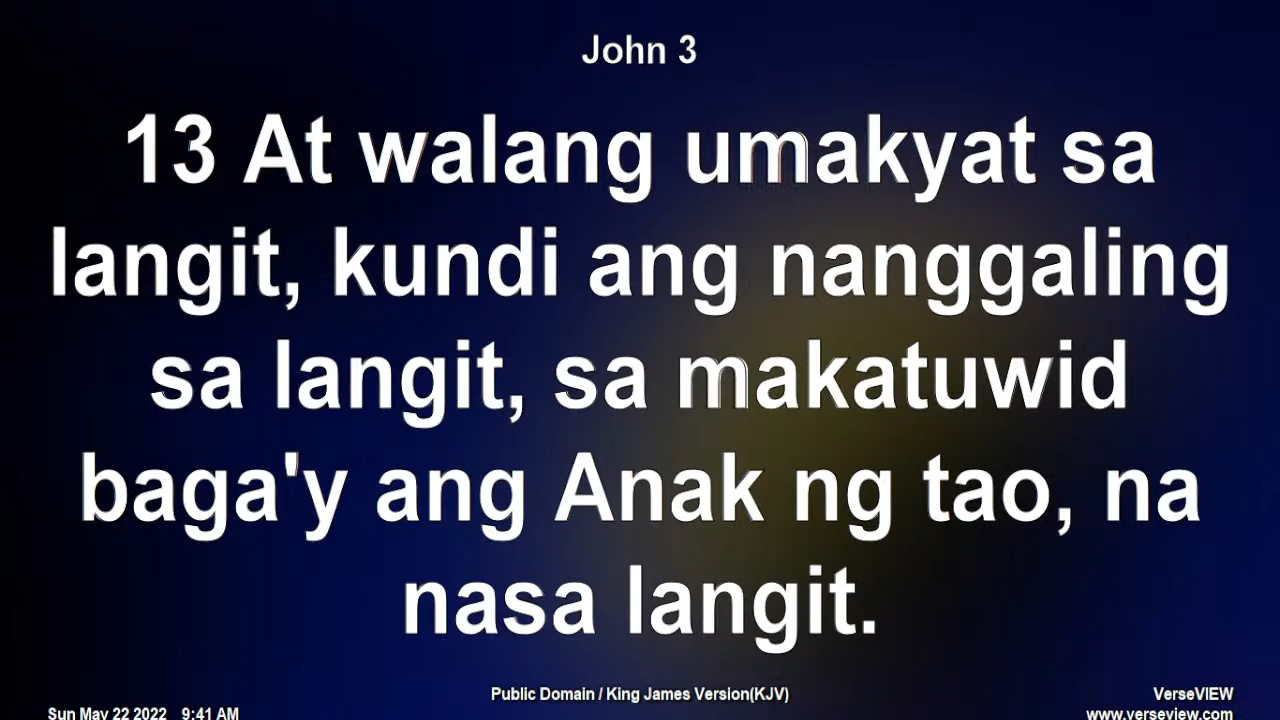 John 3
13 At walang umakyat sa
langit, kundi ang nanggaling
sa langit, sa makatuwid
baga'y ang Anak ng tao, na
nasa langit.
Public Domain / King James Version(KJV)
VerseVIEW
www.verseview.com
Sun May 22 2022 9:41 AM